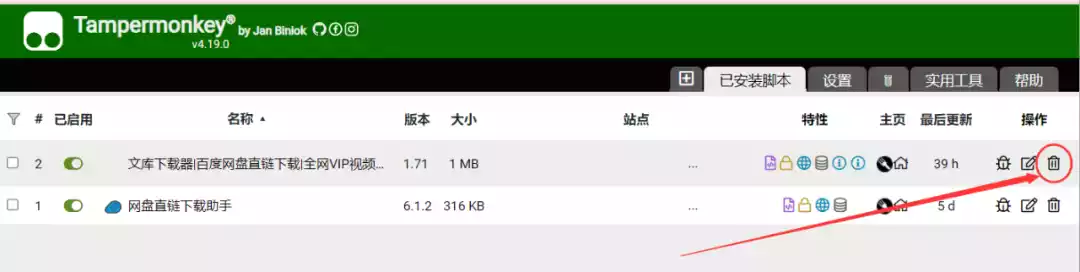 Tampermonkey® by Jan Biniok
v4.19.0
已安装脚本 设置 实用工具 帮助
# 已启用 名称 版本 大小 站点 特性 主页 最后更新 操作
2 文库下载器|百度网盘直链下载|全网VIP视频... 1.71 1 MB ... 39 h
1 网盘直链下载助手 6.1.2 316 KB ... 5 d